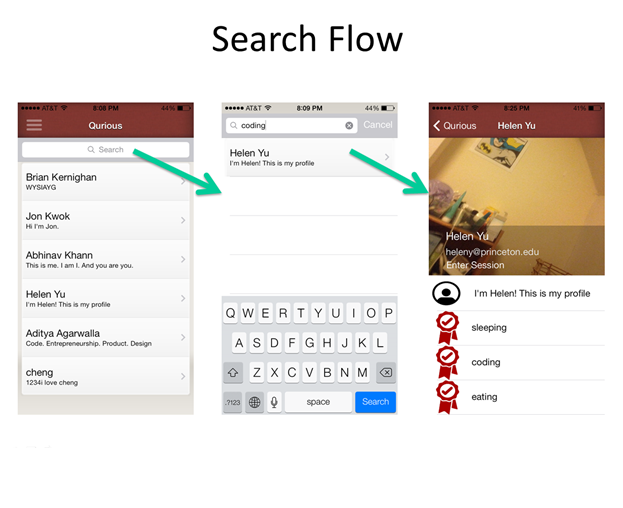 Search Flow
●●●●● AT&T 8:08 PM 44%
Qurious
Search
Brian Kernighan
WYSIAYG
Jon Kwok
Hi I'm Jon.
Abhinav Khann
This is me. I am I. And you are you.
Helen Yu
I'm Helen! This is my profile
Aditya Agarwalla
Code. Entrepreneurship. Product. Design
cheng
1234i love cheng
●●●●● AT&T 8:09 PM 44%
coding Cancel
Helen Yu
I'm Helen! This is my profile
Q W E R T Y U I O P
A S D F G H J K L
Z X C V B N M
.?123 space Search
●●●●● AT&T 8:25 PM 41%
Qurious Helen Yu
Helen Yu
heleny@princeton.edu
Enter Session
I'm Helen! This is my profile
sleeping
coding
eating